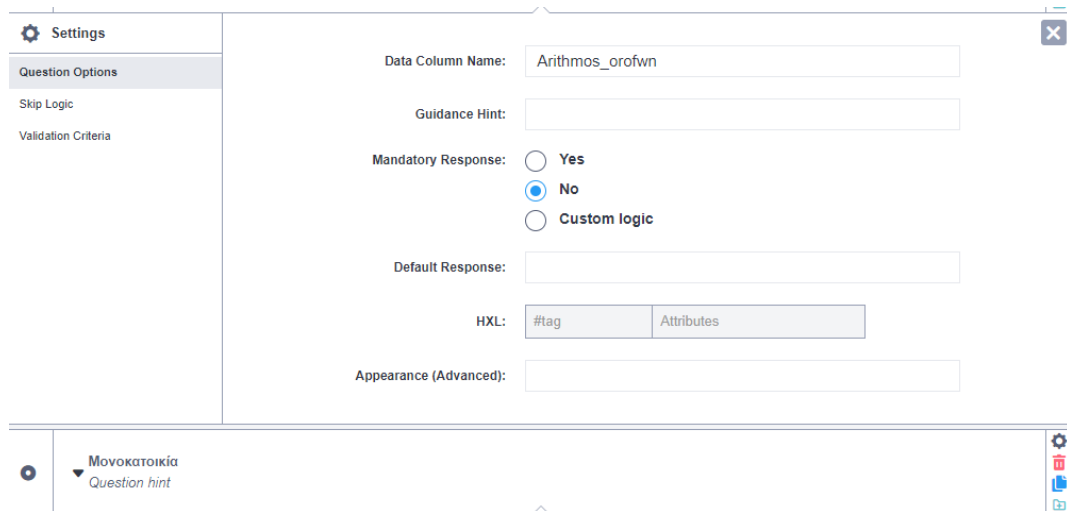 Settings
Question Options
Skip Logic
Validation Criteria
Data Column Name: Arithmos_orofwn
Guidance Hint:
Mandatory Response: Yes
No
Custom logic
Default Response:
HXL: #tag Attributes
Appearance (Advanced):
Μονοκατοικία
Question hint